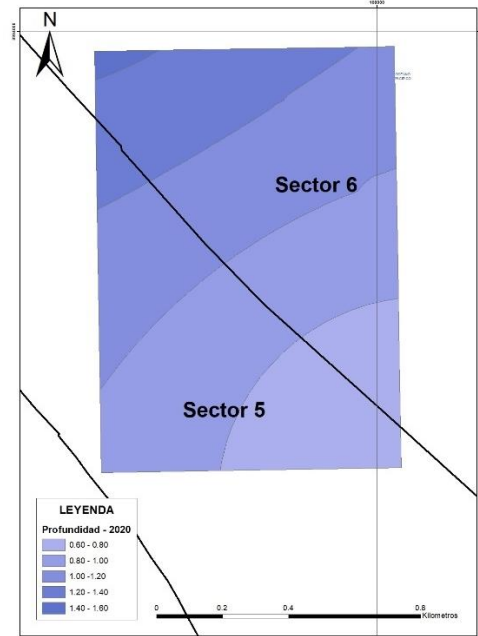 100000
N
Sector 6
Sector 5
LEYENDA
Profundidad - 2020
0.60 - 0.80
0.80 - 1.00
1.00 -1.20
1.20 - 1.40
1.40 - 1.60
0 0.2 0.4 0.8
Kilometros